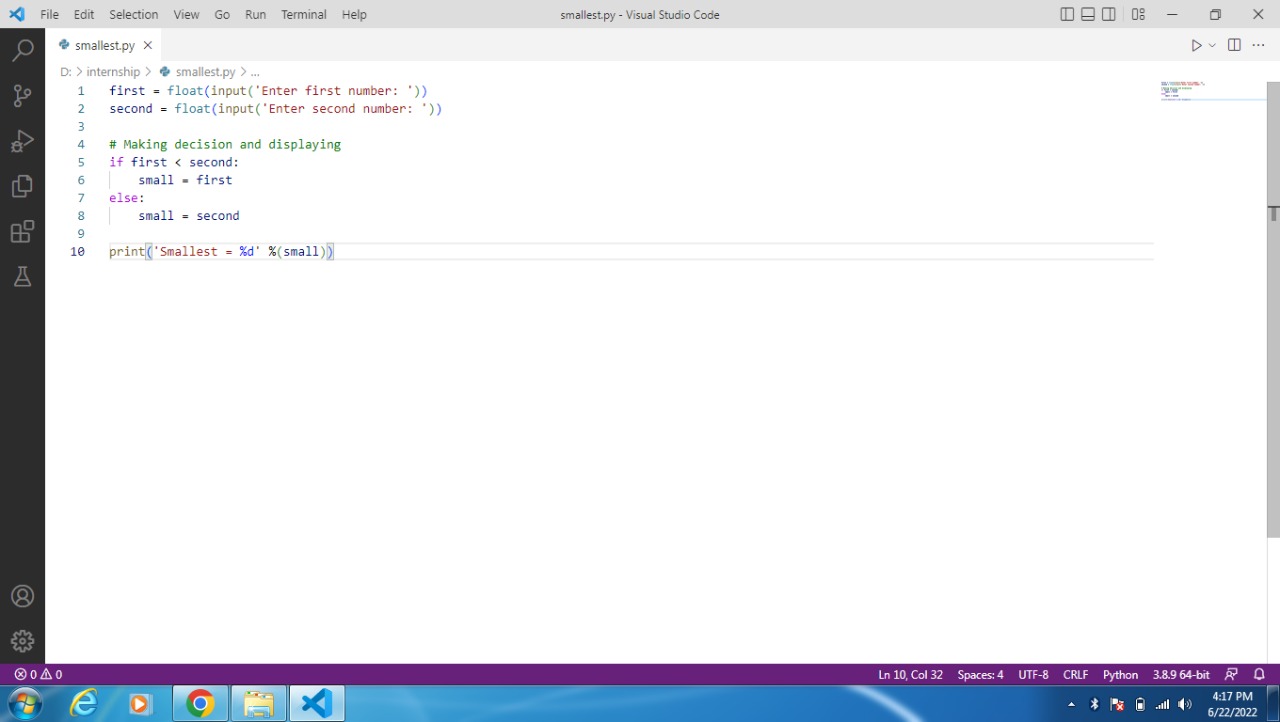 File Edit Selection View Go Run Terminal Help smallest.py - Visual Studio Code
smallest.py
D: > internship > smallest.py > ...
1 first = float(input('Enter first number: '))
2 second = float(input('Enter second number: '))
3
4 # Making decision and displaying
5 if first < second:
6     small = first
7 else:
8     small = second
9
10 print('Smallest = %d' %(small))
0 0 Ln 10, Col 32 Spaces: 4 UTF-8 CRLF Python 3.8.9 64-bit
4:17 PM
6/22/2022